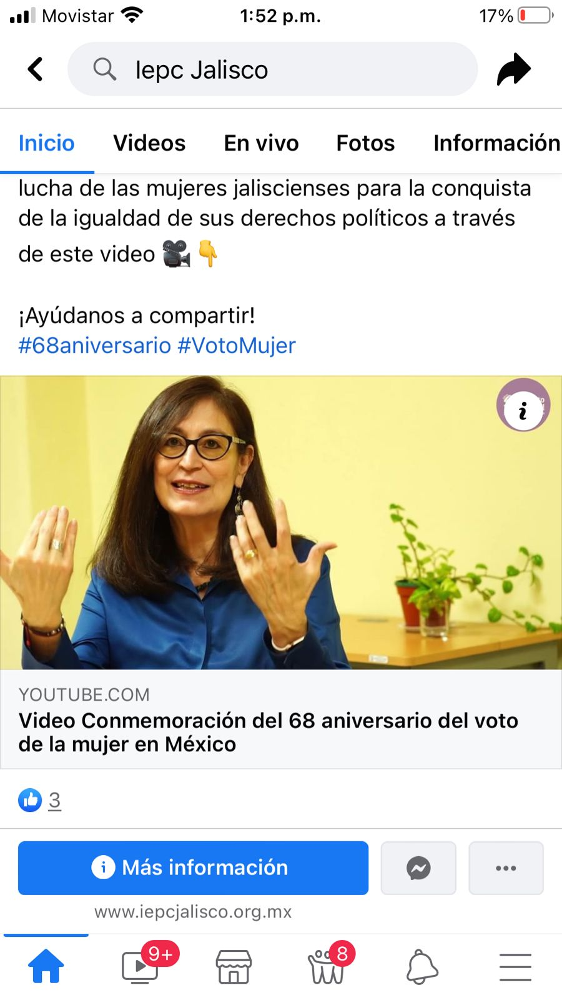 Movistar 1:52 p.m. 17%
Iepc Jalisco
Inicio Videos En vivo Fotos Información
lucha de las mujeres jaliscienses para la conquista
de la igualdad de sus derechos políticos a través
de este video 🎥👇
¡Ayúdanos a compartir!
#68aniversario #VotoMujer
i
YOUTUBE.COM
Video Conmemoración del 68 aniversario del voto
de la mujer en México
3
Más información
www.iepcjalisco.org.mx
9+ 8